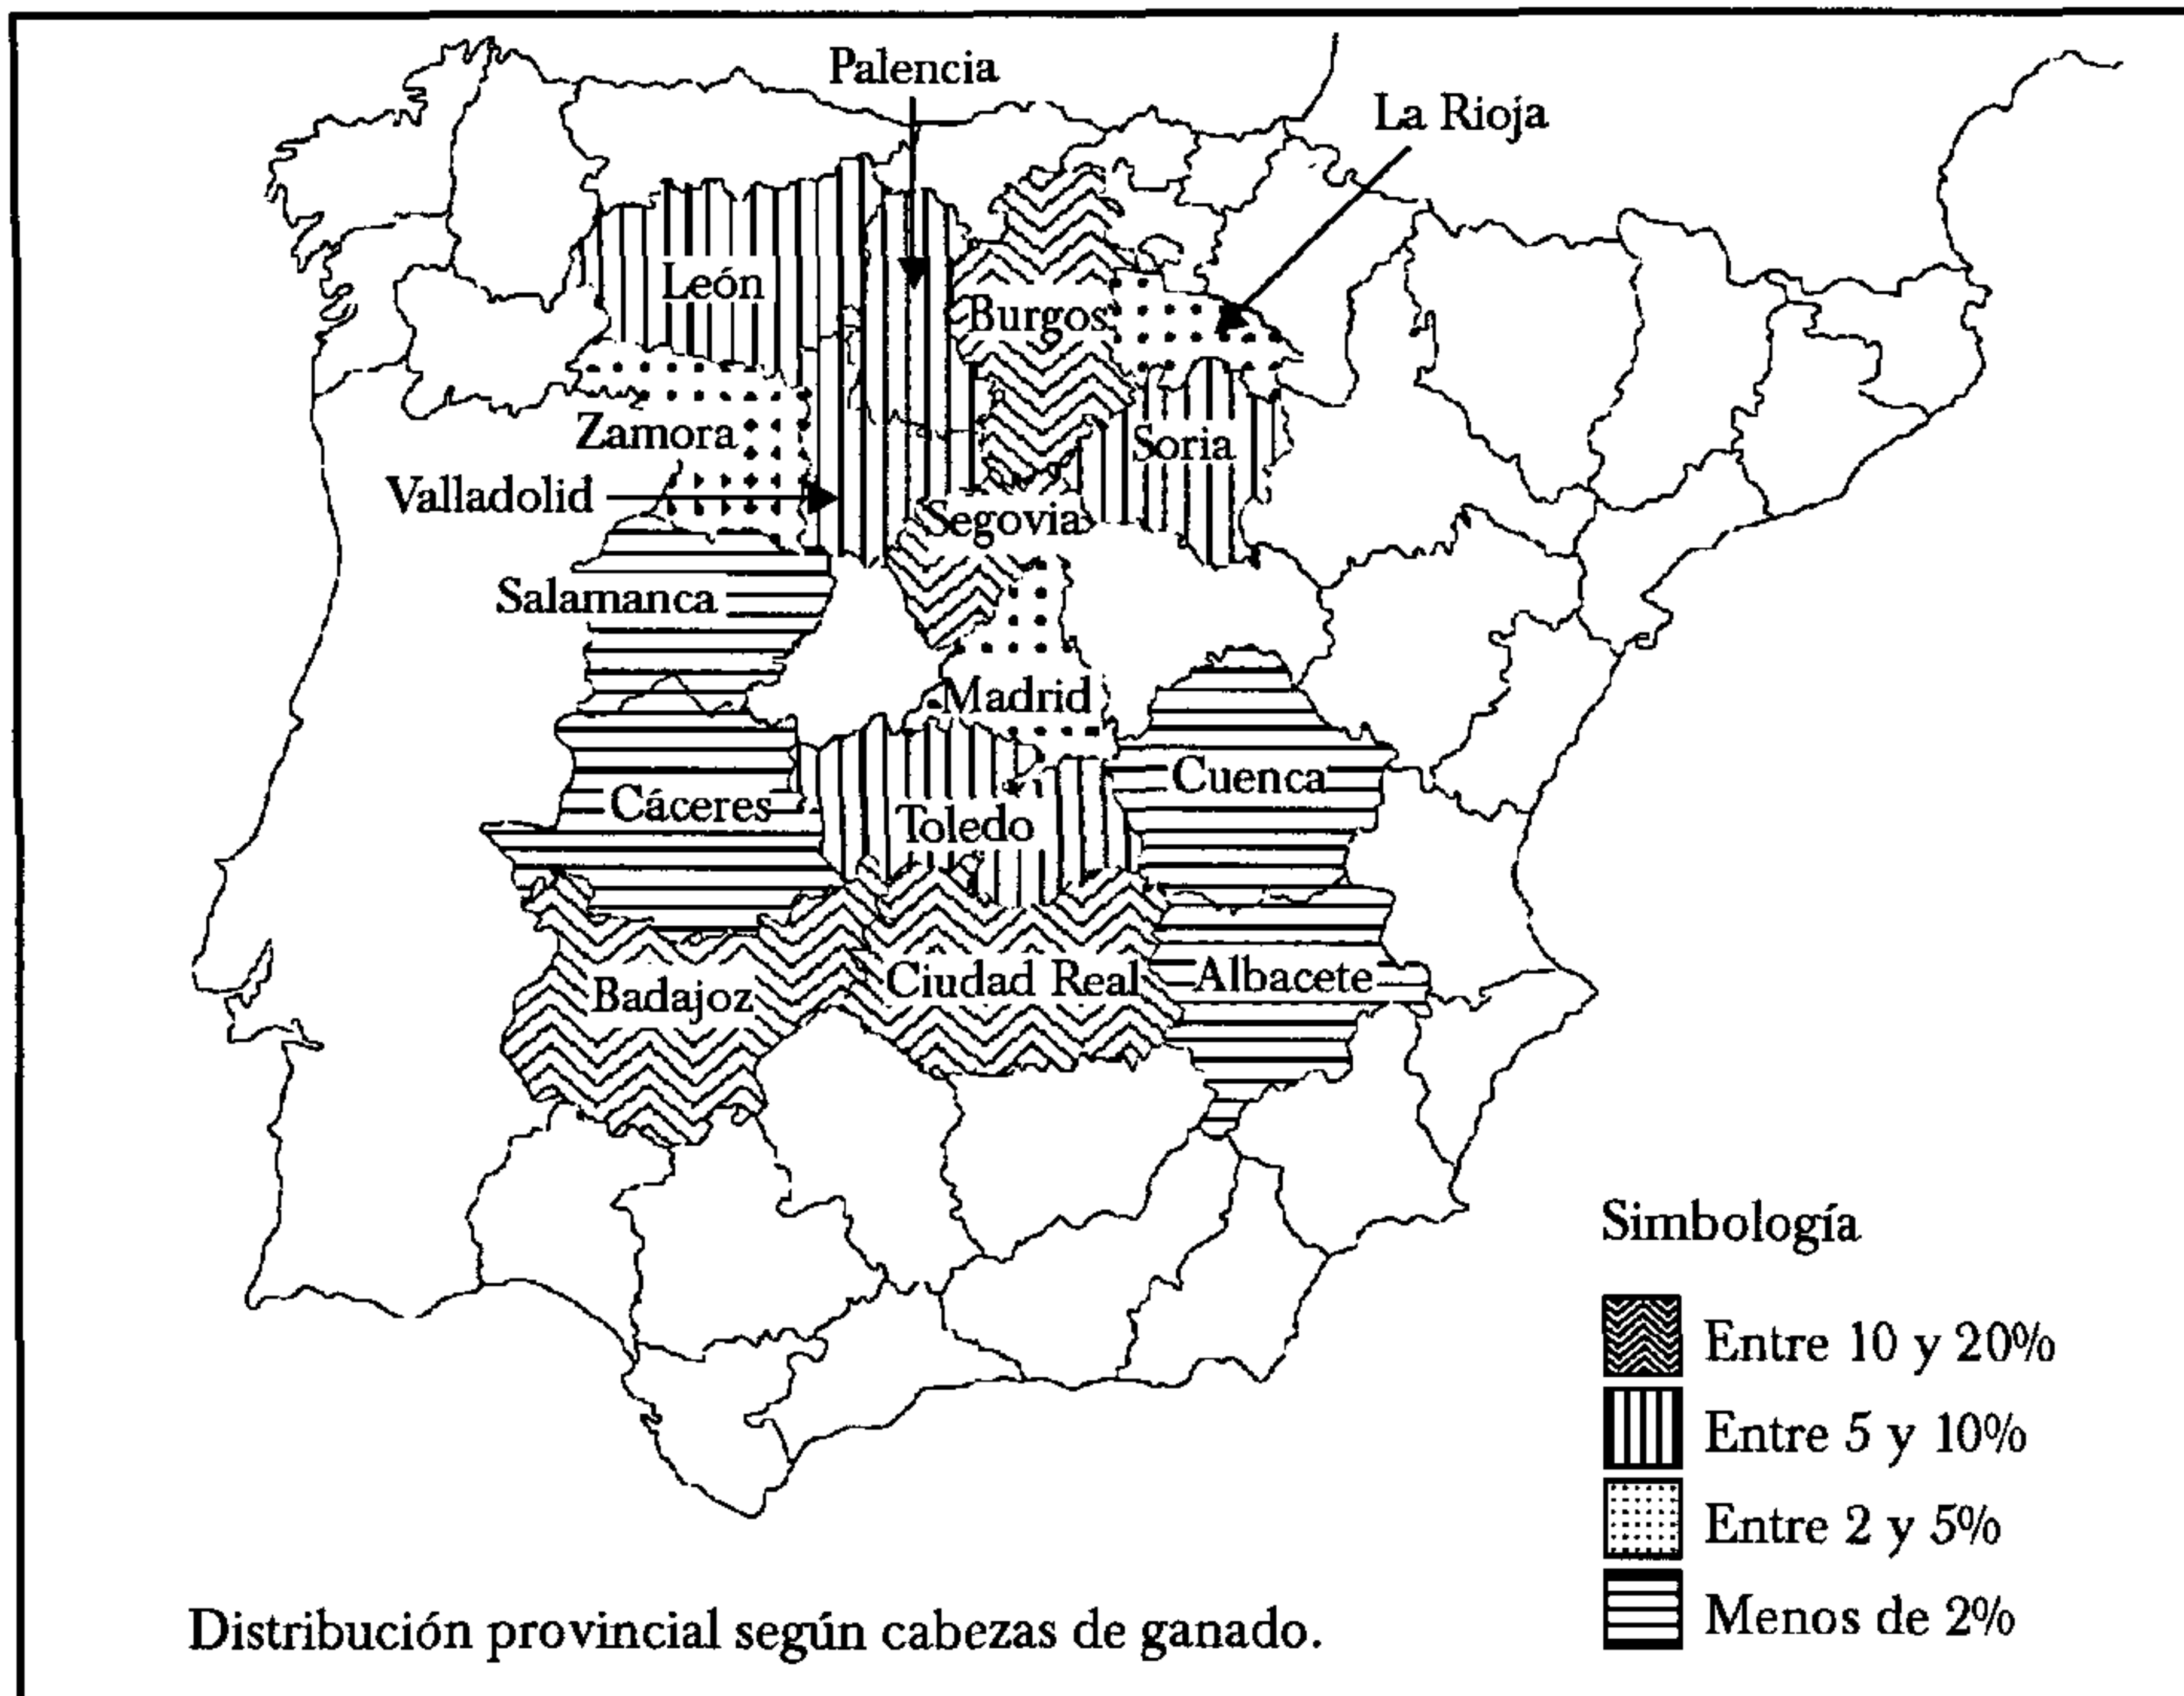 Palencia
La Rioja
León
Burgos
Zamora
Soria
Valladolid
Segovia
Salamanca
Madrid
Cuenca
Cáceres
Toledo
Badajoz
Ciudad Real
Albacete
Simbología
Entre 10 y 20%
Entre 5 y 10%
Entre 2 y 5%
Menos de 2%
Distribución provincial según cabezas de ganado.